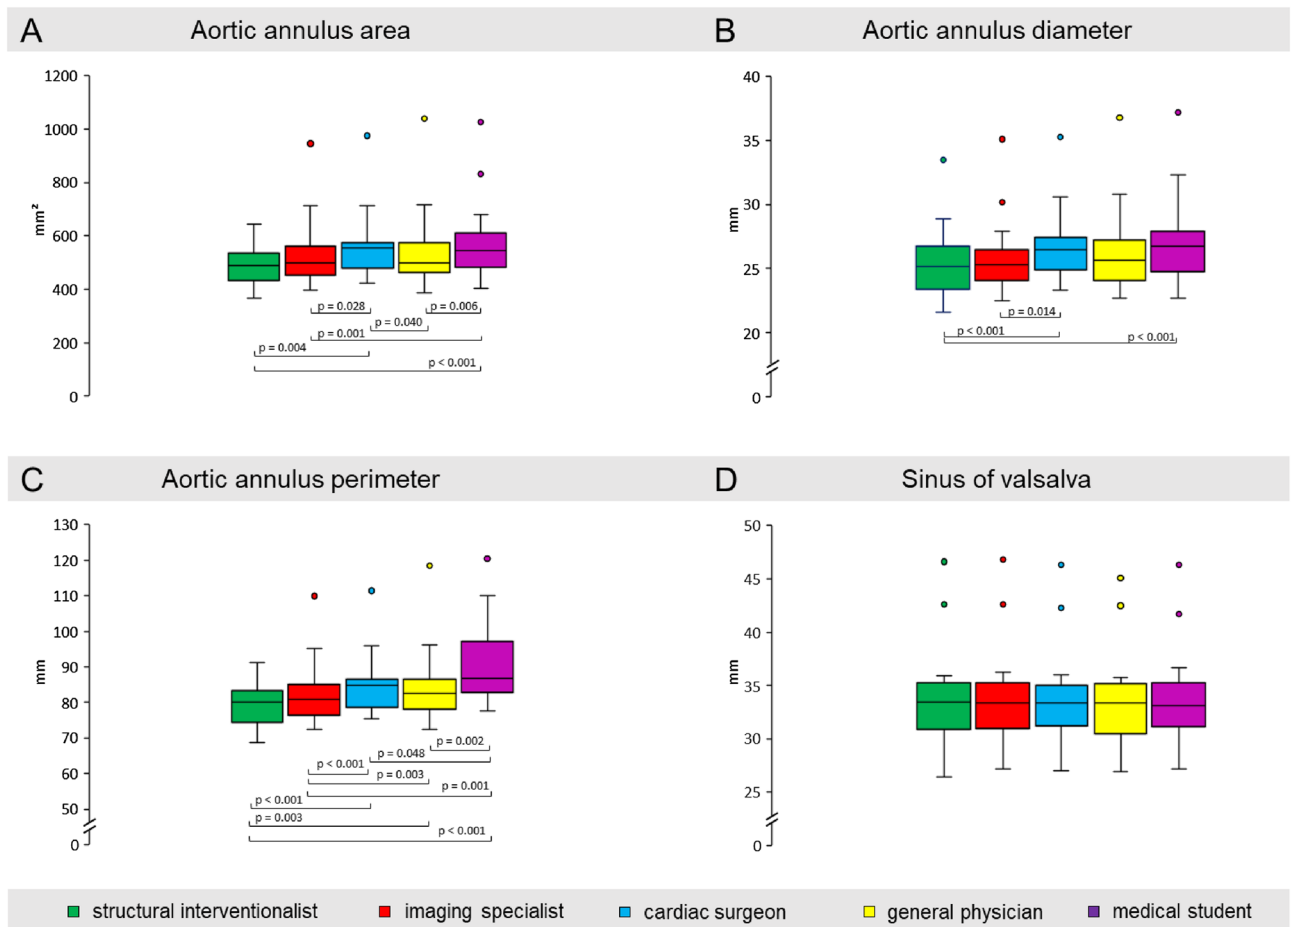 A Aortic annulus area
B Aortic annulus diameter
1200
1000
800
600
400
200
0
mm²
p = 0.028
p = 0.006
p = 0.040
p = 0.001
p = 0.004
p < 0.001
40
35
30
25
20
0
mm
p = 0.014
p < 0.001
p < 0.001
C Aortic annulus perimeter
D Sinus of valsalva
130
120
110
100
90
80
70
60
50
0
mm
p = 0.002
p = 0.048
p < 0.001
p = 0.003
p = 0.001
p < 0.001
p = 0.003
p < 0.001
50
45
40
35
30
25
0
mm
structural interventionalist imaging specialist cardiac surgeon general physician medical student